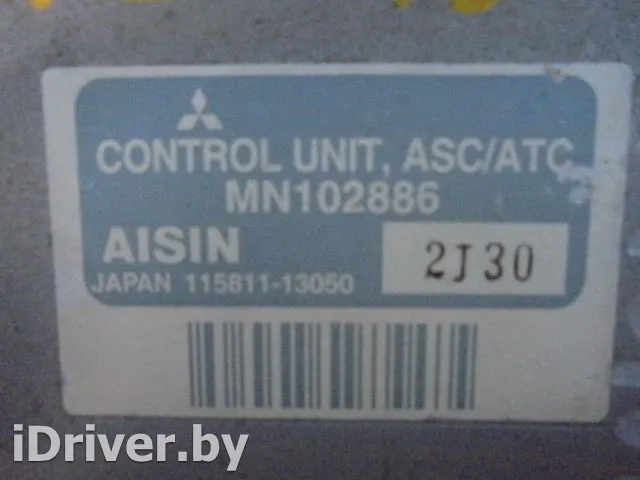 CONTROL UNIT, ASC/ATC
MN102886
AISIN
2J30
JAPAN 115811-13050
iDriver.by